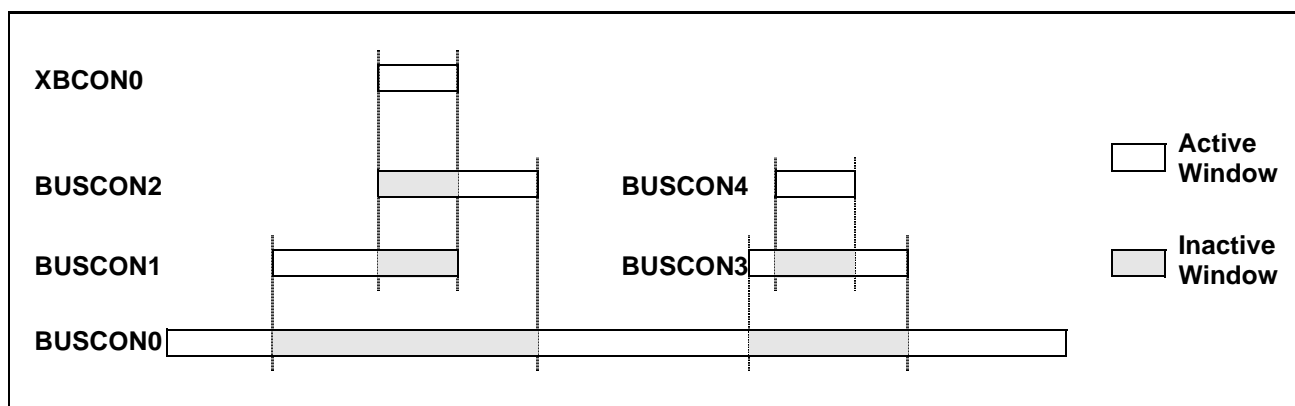 XBCON0
BUSCON2
BUSCON4
Active
Window
BUSCON1
BUSCON3
Inactive
Window
BUSCON0